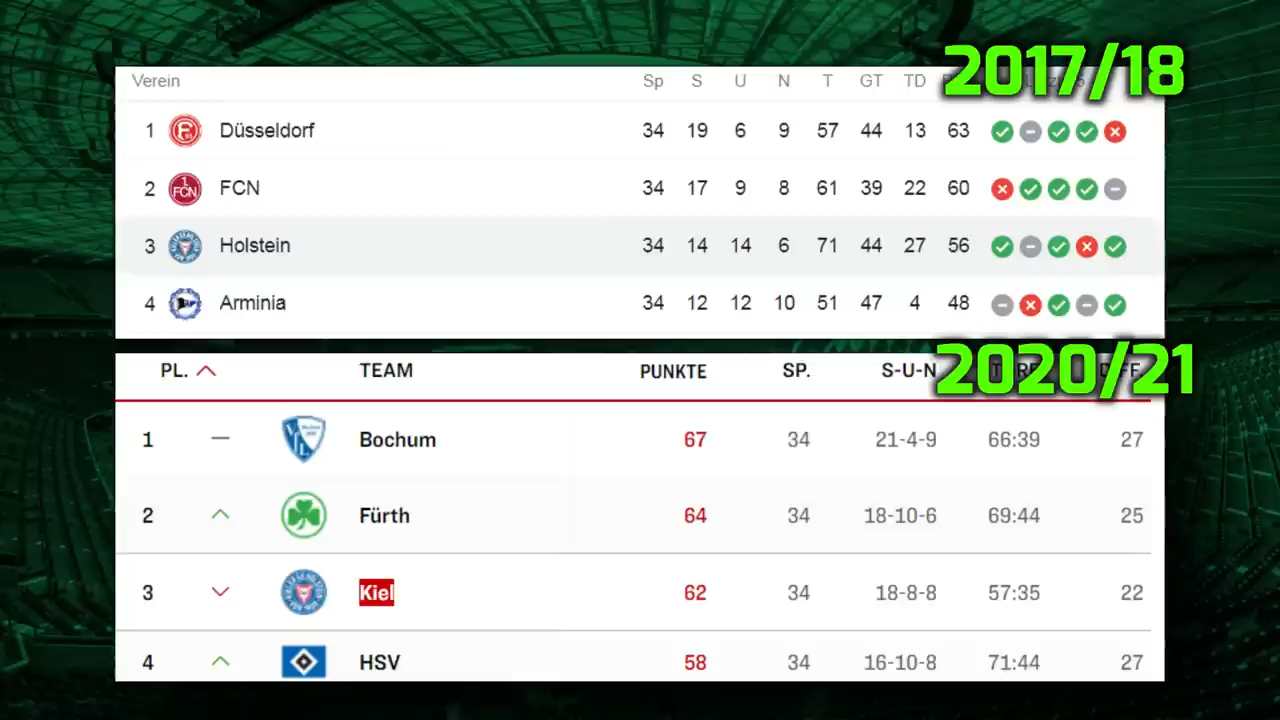 2017/18
Verein Sp S U N T GT TD
1 Düsseldorf 34 19 6 9 57 44 13 63
2 FCN 34 17 9 8 61 39 22 60
3 Holstein 34 14 14 6 71 44 27 56
4 Arminia 34 12 12 10 51 47 4 48
2020/21
PL. TEAM PUNKTE SP. S-U-N
1 Bochum 67 34 21-4-9 66:39 27
2 Fürth 64 34 18-10-6 69:44 25
3 Kiel 62 34 18-8-8 57:35 22
4 HSV 58 34 16-10-8 71:44 27